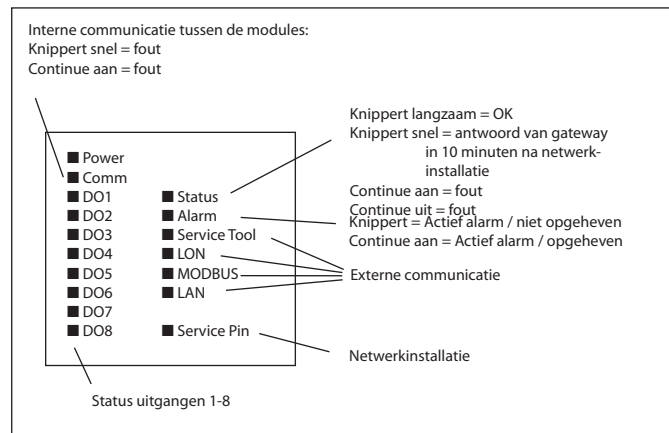 Interne communicatie tussen de modules:
Knippert snel = fout
Continue aan = fout
Knippert langzaam = OK
Knippert snel = antwoord van gateway
in 10 minuten na netwerk-
installatie
Continue aan = fout
Continue uit = fout
Knippert = Actief alarm / niet opgeheven
Continue aan = Actief alarm / opgeheven
Power
Comm
DO1
DO2
DO3
DO4
DO5
DO6
DO7
DO8
Status
Alarm
Service Tool
LON
MODBUS
LAN
Service Pin
Externe communicatie
Netwerkinstallatie
Status uitgangen 1-8